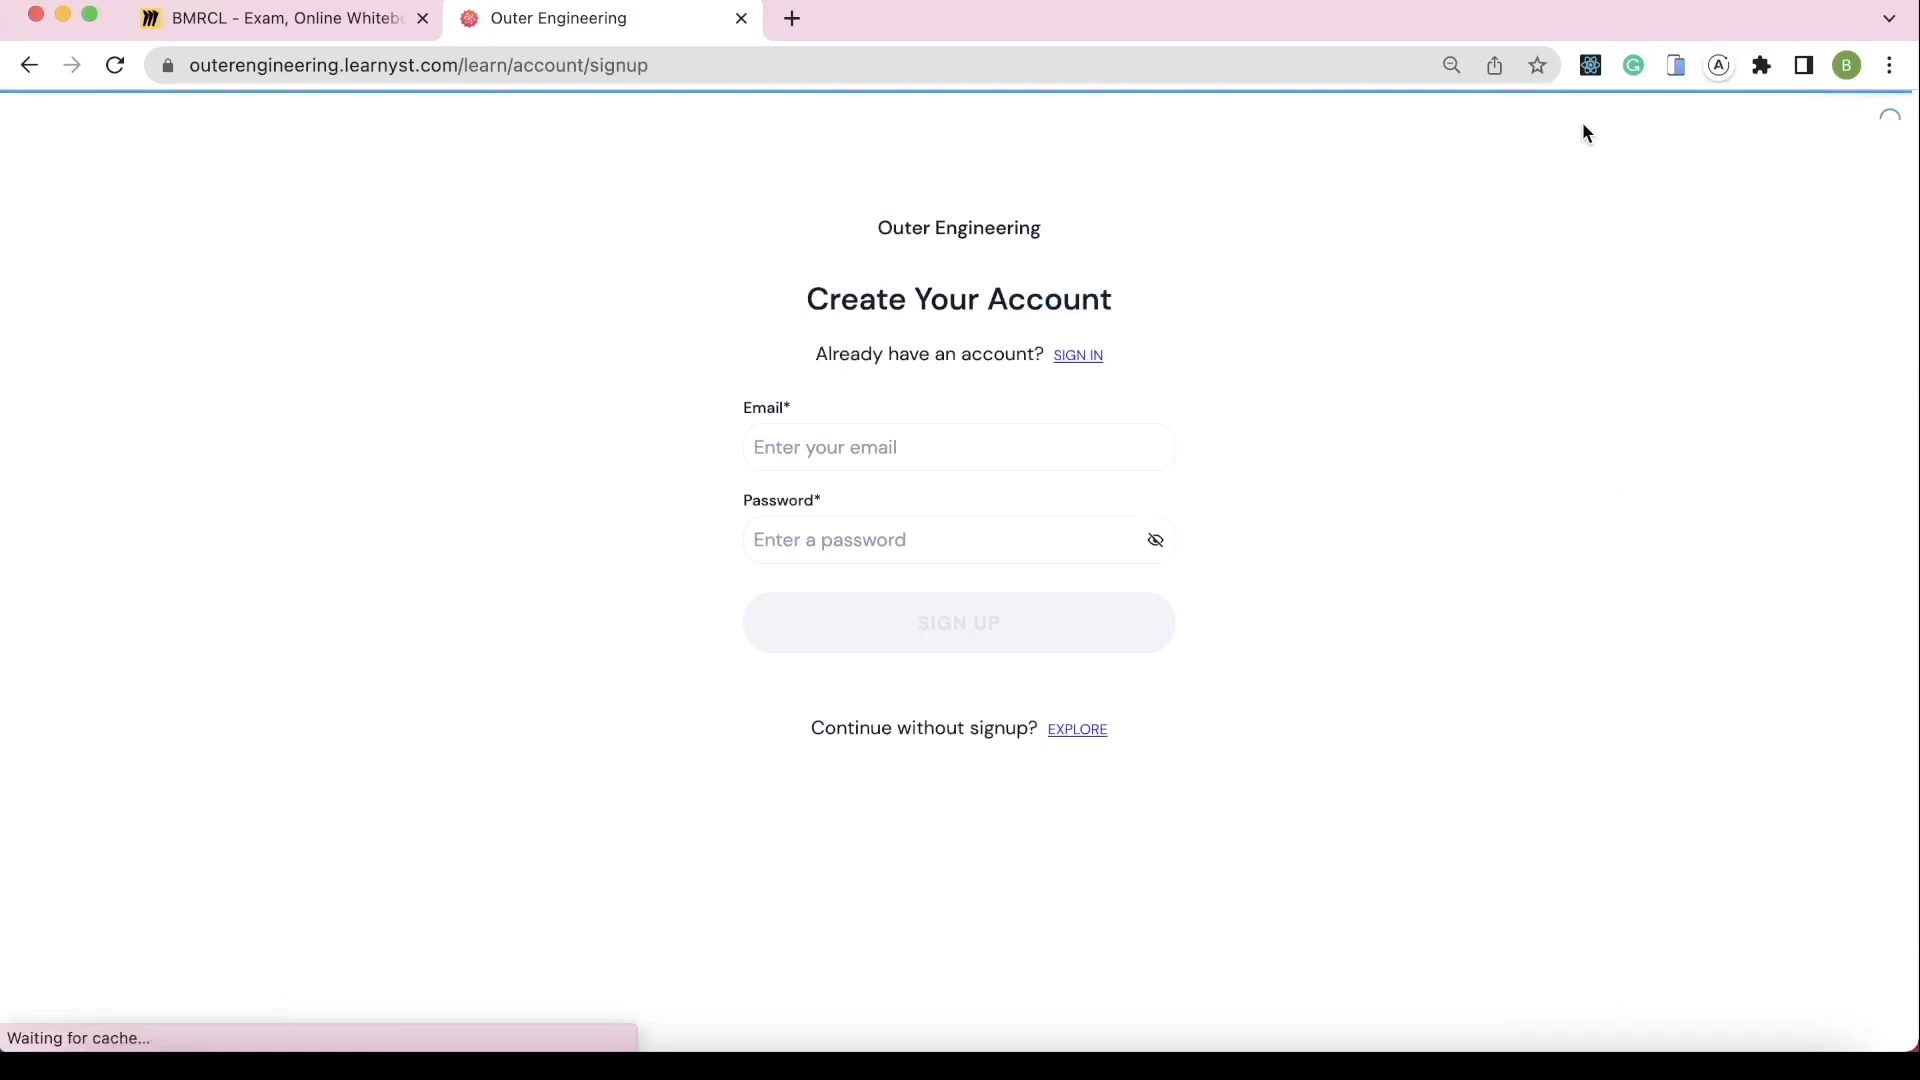 BMRCL - Exam, Online Whitebo
Outer Engineering
outerengineering.learnyst.com/learn/account/signup
B
Outer Engineering
Create Your Account
Already have an account? SIGN IN
Email*
Enter your email
Password*
Enter a password
SIGN UP
Continue without signup? EXPLORE
Waiting for cache...